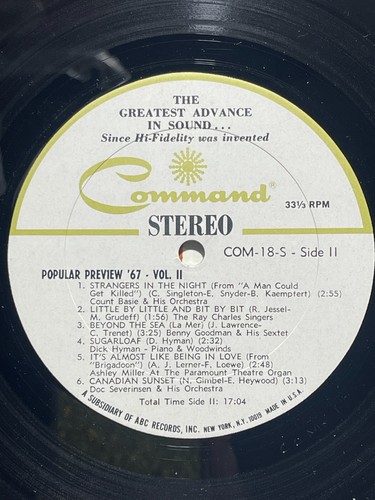 THE
GREATEST ADVANCE
IN SOUND...
Since Hi-Fidelity was invented
Command®
33⅓ RPM
STEREO
COM-18-S - Side II
POPULAR PREVIEW '67 - VOL. II
1. STRANGERS IN THE NIGHT (From "A Man Could
Get Killed") (C. Singleton-E. Snyder-B. Kaempfert) (2:55)
Count Basie & His Orchestra
2. LITTLE BY LITTLE AND BIT BY BIT (R. Jessel-
M. Grudeff) (1:56) The Ray Charles Singers
3. BEYOND THE SEA (La Mer) (J. Lawrence-
C. Trenet) (3:25) Benny Goodman & His Sextet
4. SUGARLOAF (D. Hyman) (2:32)
Dick Hyman - Piano & Woodwinds
5. IT'S ALMOST LIKE BEING IN LOVE (From
"Brigadoon") (A. J. Lerner-F. Loewe) (2:48)
Ashley Miller At The Paramount Theatre Organ
6. CANADIAN SUNSET (N. Gimbel-E. Heywood) (3:13)
Doc Severinsen & His Orchestra
Total Time Side II: 17:04
A SUBSIDIARY OF ABC RECORDS, INC. NEW YORK, N.Y. 10019 MADE IN U.S.A.